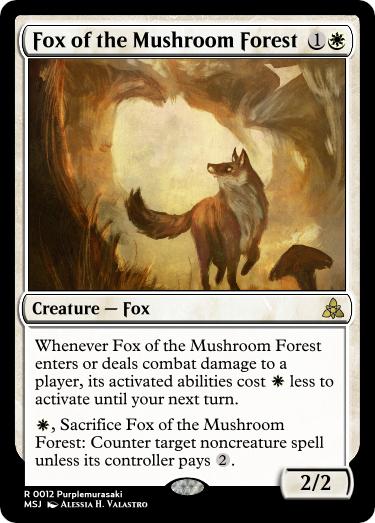 Fox of the Mushroom Forest 1
Creature — Fox
Whenever Fox of the Mushroom Forest
enters or deals combat damage to a
player, its activated abilities cost less to
activate until your next turn.
, Sacrifice Fox of the Mushroom
Forest: Counter target noncreature spell
unless its controller pays 2.
2/2
R 0012 Purplemurasaki
MSJ Alessia H. Valastro